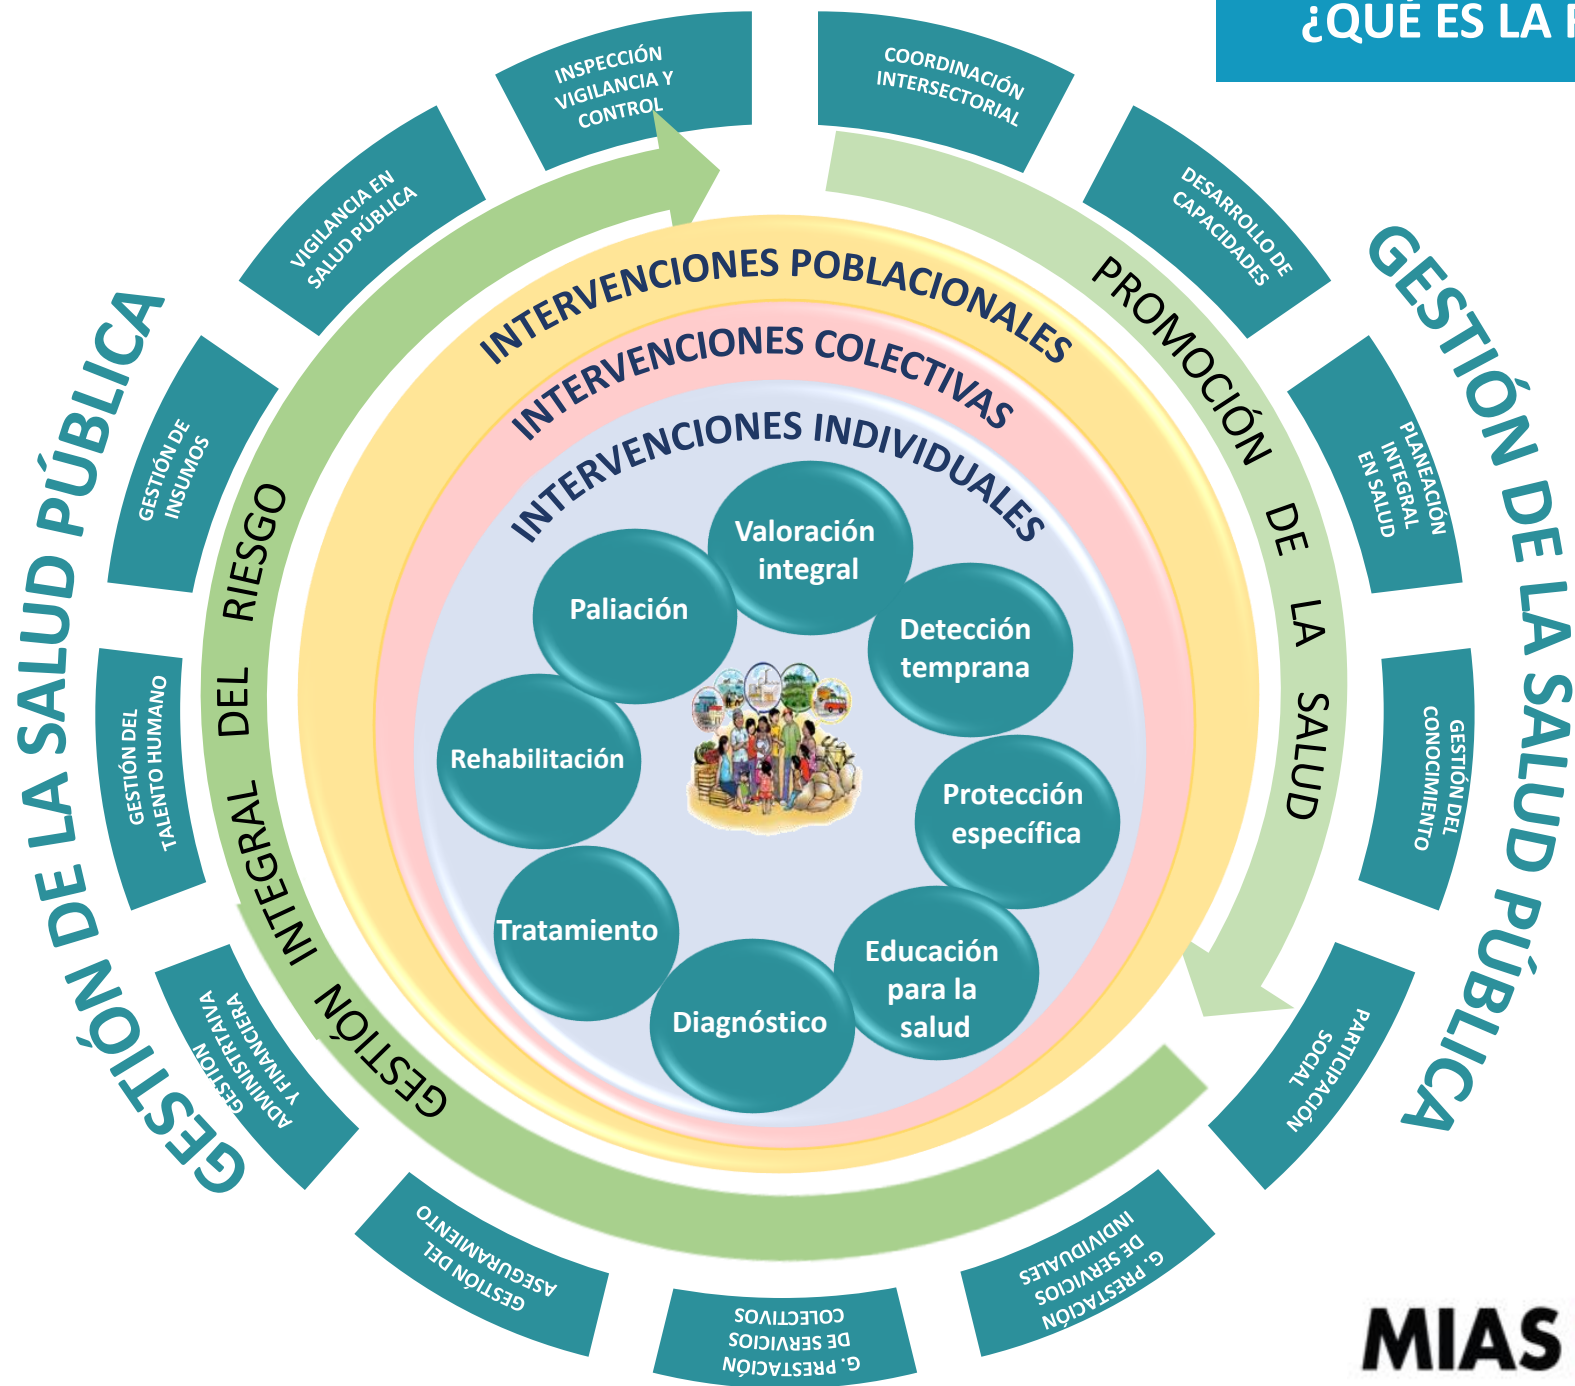 ¿QUÉ ES LA
INSPECCIÓN
VIGILANCIA Y
CONTROL
COORDINACIÓN
INTERSECTORIAL
DESARROLLO DE
CAPACIDADES
PLANEACIÓN
INTEGRAL
EN SALUD
GESTIÓN DEL
CONOCIMIENTO
PARTICIPACIÓN
SOCIAL
G. PRESTACIÓN
DE SERVICIOS
INDIVIDUALES
G. PRESTACIÓN
DE SERVICIOS
COLECTIVOS
GESTIÓN DEL
ASEGURAMIENTO
GESTIÓN
ADMINISTRTAIVA
Y FINANCIERA
GESTIÓN DEL
TALENTO HUMANO
GESTIÓN DE
INSUMOS
VIGILANCIA EN
SALUD PÚBLICA
GESTIÓN DE LA SALUD PÚBLICA
GESTIÓN DE LA SALUD PÚBLICA
GESTIÓN INTEGRAL DEL RIESGO
PROMOCIÓN DE LA SALUD
INTERVENCIONES POBLACIONALES
INTERVENCIONES COLECTIVAS
INTERVENCIONES INDIVIDUALES
Valoración
integral
Detección
temprana
Protección
específica
Educación
para la
salud
Diagnóstico
Tratamiento
Rehabilitación
Paliación
MIAS